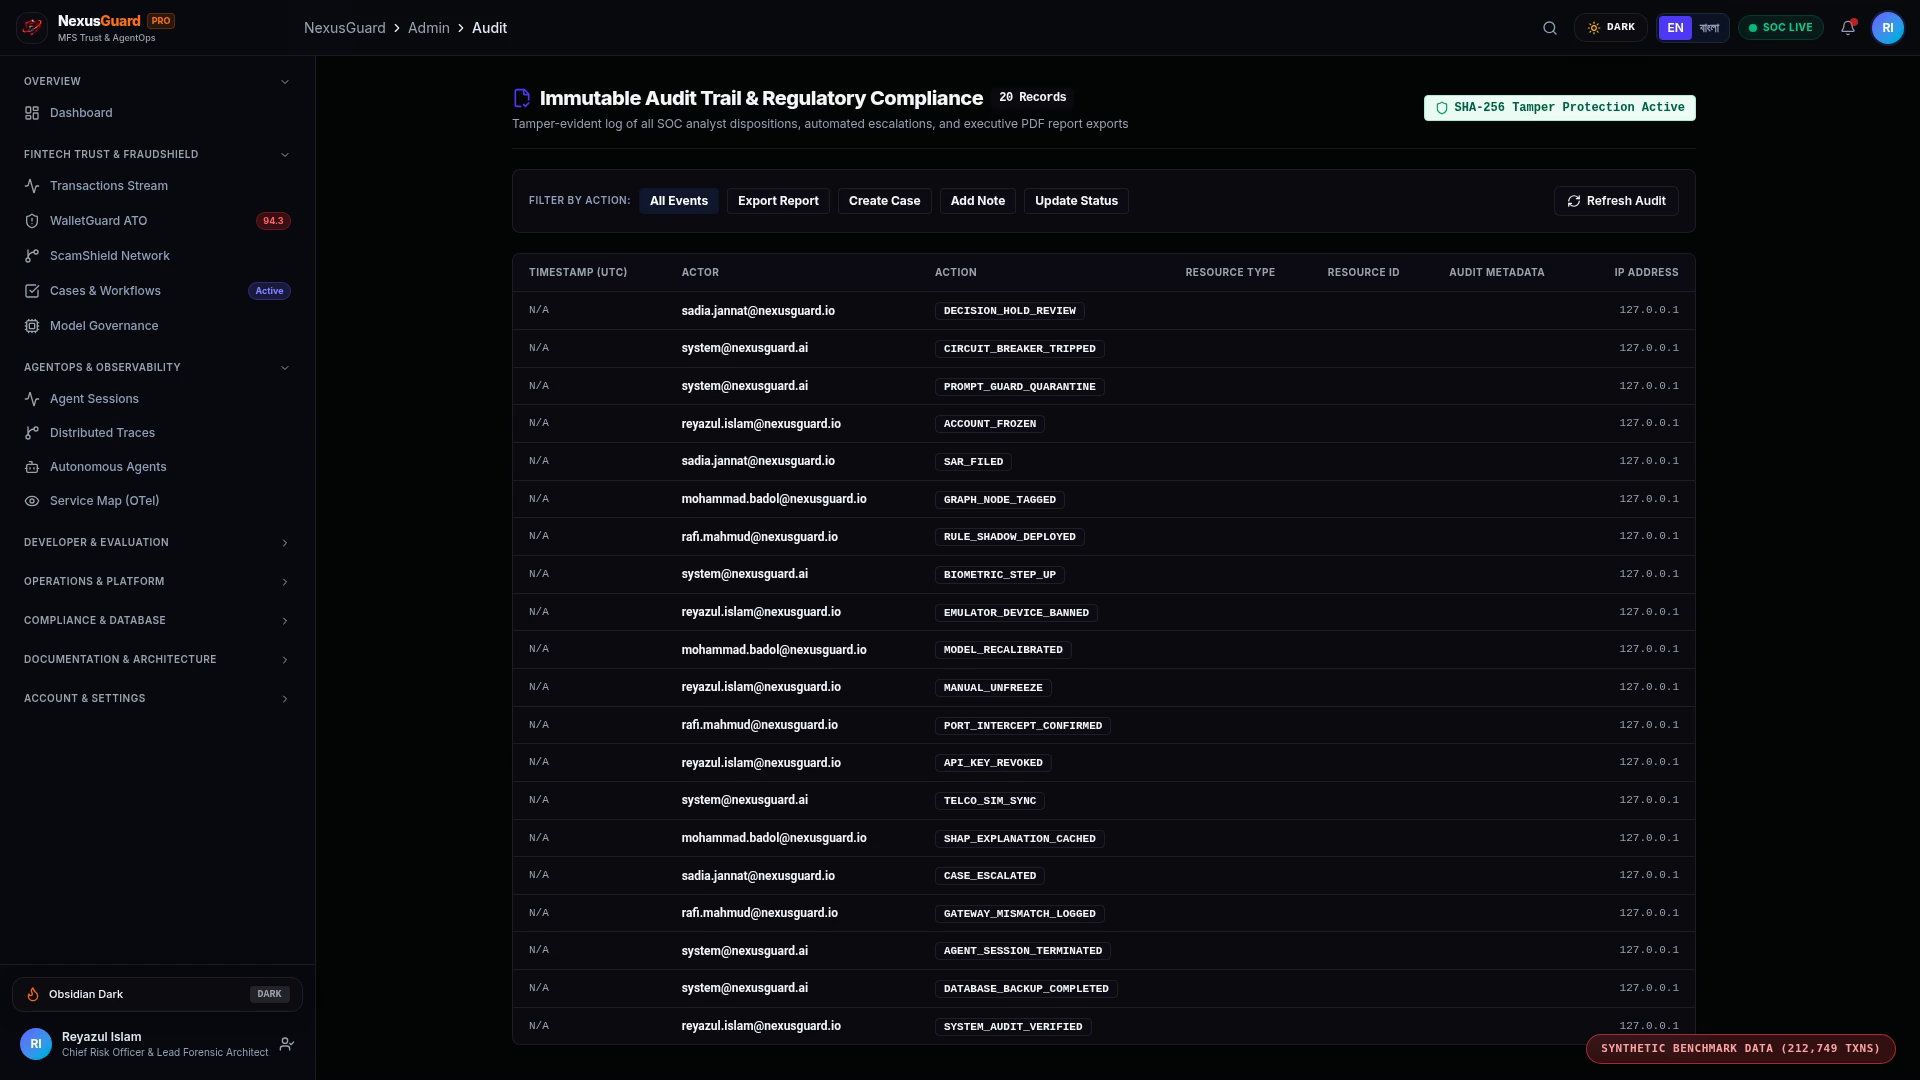 NexusGuard PRO
MFS Trust & AgentOps
NexusGuard > Admin > Audit
DARK
EN বাংলা
SOC LIVE
RI
OVERVIEW
Dashboard
FINTECH TRUST & FRAUDSHIELD
Transactions Stream
WalletGuard ATO 94.3
ScamShield Network
Cases & Workflows Active
Model Governance
AGENTOPS & OBSERVABILITY
Agent Sessions
Distributed Traces
Autonomous Agents
Service Map (OTel)
DEVELOPER & EVALUATION
OPERATIONS & PLATFORM
COMPLIANCE & DATABASE
DOCUMENTATION & ARCHITECTURE
ACCOUNT & SETTINGS
Obsidian Dark DARK
RI
Reyazul Islam
Chief Risk Officer & Lead Forensic Architect
Immutable Audit Trail & Regulatory Compliance 20 Records
Tamper-evident log of all SOC analyst dispositions, automated escalations, and executive PDF report exports
SHA-256 Tamper Protection Active
FILTER BY ACTION: All Events Export Report Create Case Add Note Update Status Refresh Audit
TIMESTAMP (UTC) ACTOR ACTION RESOURCE TYPE RESOURCE ID AUDIT METADATA IP ADDRESS
N/A sadia.jannat@nexusguard.io DECISION_HOLD_REVIEW 127.0.0.1
N/A system@nexusguard.ai CIRCUIT_BREAKER_TRIPPED 127.0.0.1
N/A system@nexusguard.ai PROMPT_GUARD_QUARANTINE 127.0.0.1
N/A reyazul.islam@nexusguard.io ACCOUNT_FROZEN 127.0.0.1
N/A sadia.jannat@nexusguard.io SAR_FILED 127.0.0.1
N/A mohammad.badol@nexusguard.io GRAPH_NODE_TAGGED 127.0.0.1
N/A rafi.mahmud@nexusguard.io RULE_SHADOW_DEPLOYED 127.0.0.1
N/A system@nexusguard.ai BIOMETRIC_STEP_UP 127.0.0.1
N/A reyazul.islam@nexusguard.io EMULATOR_DEVICE_BANNED 127.0.0.1
N/A mohammad.badol@nexusguard.io MODEL_RECALIBRATED 127.0.0.1
N/A reyazul.islam@nexusguard.io MANUAL_UNFREEZE 127.0.0.1
N/A rafi.mahmud@nexusguard.io PORT_INTERCEPT_CONFIRMED 127.0.0.1
N/A reyazul.islam@nexusguard.io API_KEY_REVOKED 127.0.0.1
N/A system@nexusguard.ai TELCO_SIM_SYNC 127.0.0.1
N/A mohammad.badol@nexusguard.io SHAP_EXPLANATION_CACHED 127.0.0.1
N/A sadia.jannat@nexusguard.io CASE_ESCALATED 127.0.0.1
N/A rafi.mahmud@nexusguard.io GATEWAY_MISMATCH_LOGGED 127.0.0.1
N/A system@nexusguard.ai AGENT_SESSION_TERMINATED 127.0.0.1
N/A system@nexusguard.ai DATABASE_BACKUP_COMPLETED 127.0.0.1
N/A reyazul.islam@nexusguard.io SYSTEM_AUDIT_VERIFIED 127.0.0.1
SYNTHETIC BENCHMARK DATA (212,749 TXNS)